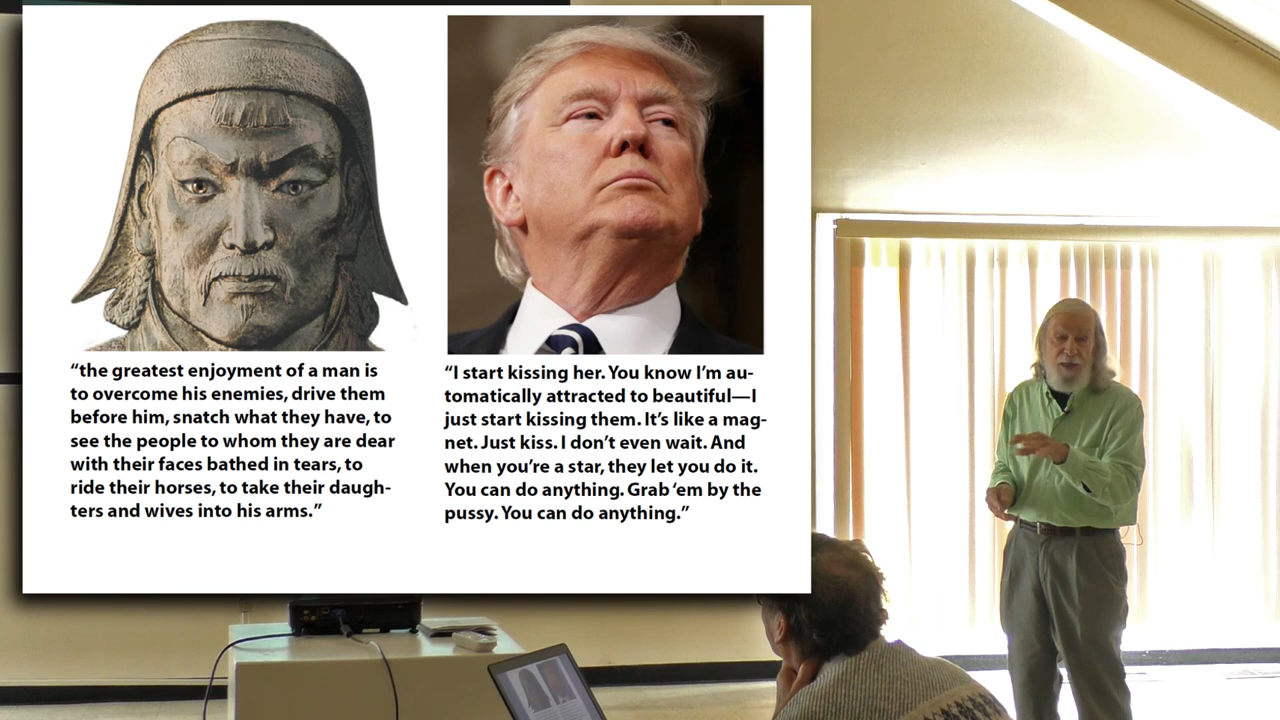 “the greatest enjoyment of a man is
to overcome his enemies, drive them
before him, snatch what they have, to
see the people to whom they are dear
with their faces bathed in tears, to
ride their horses, to take their daugh-
ters and wives into his arms.”
“I start kissing her. You know I’m au-
tomatically attracted to beautiful—I
just start kissing them. It’s like a mag-
net. Just kiss. I don’t even wait. And
when you’re a star, they let you do it.
You can do anything. Grab ‘em by the
pussy. You can do anything.”